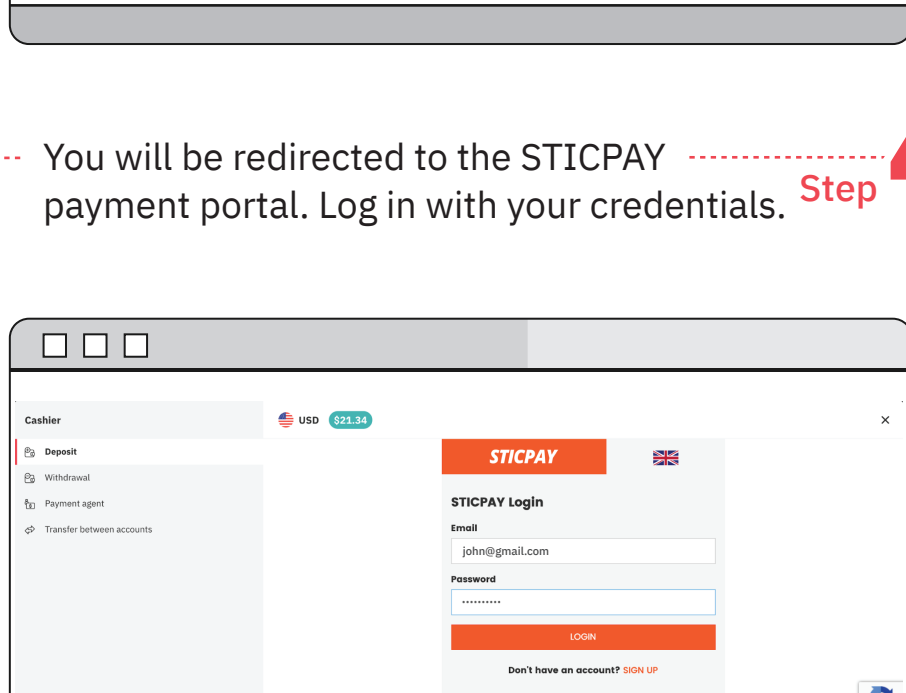 You will be redirected to the STICPAY
payment portal. Log in with your credentials.
Step
Cashier
USD $21.34
Deposit
Withdrawal
Payment agent
Transfer between accounts
STICPAY
STICPAY Login
Email
john@gmail.com
Password
LOGIN
Don't have an account? SIGN UP